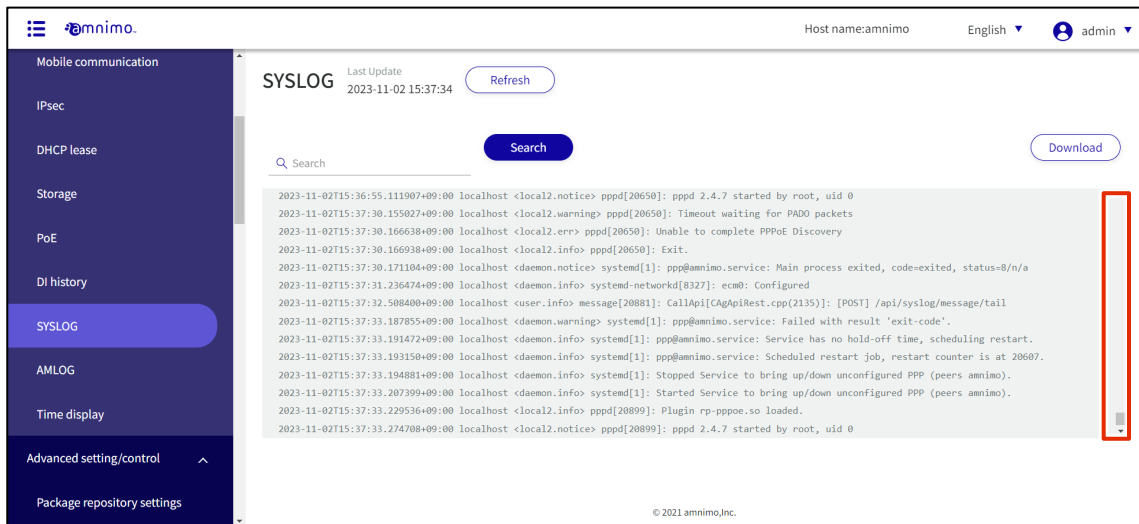 amnimo
Host name:amnimo
English ▼
admin ▼
Mobile communication
IPsec
DHCP lease
Storage
PoE
DI history
SYSLOG
AMLOG
Time display
Advanced setting/control
Package repository settings
SYSLOG
Last Update
2023-11-02 15:37:34
Refresh
Search
Search
Download
2023-11-02T15:36:55.111907+09:00 localhost <local2.notice> pppd[20650]: pppd 2.4.7 started by root, uid 0
2023-11-02T15:37:30.155027+09:00 localhost <local2.warning> pppd[20650]: Timeout waiting for PADO packets
2023-11-02T15:37:30.166638+09:00 localhost <local2.err> pppd[20650]: Unable to complete PPPoE Discovery
2023-11-02T15:37:30.166938+09:00 localhost <local2.info> pppd[20650]: Exit.
2023-11-02T15:37:30.171104+09:00 localhost <daemon.notice> systemd[1]: ppp@amnimo.service: Main process exited, code=exited, status=8/n/a
2023-11-02T15:37:31.236474+09:00 localhost <daemon.info> systemd-networkd[8327]: ecm0: Configured
2023-11-02T15:37:32.508400+09:00 localhost <user.info> message[20881]: CallApi[CAgApiRest.cpp(2135)]: [POST] /api/syslog/message/tail
2023-11-02T15:37:33.187855+09:00 localhost <daemon.warning> systemd[1]: ppp@amnimo.service: Failed with result 'exit-code'.
2023-11-02T15:37:33.191472+09:00 localhost <daemon.info> systemd[1]: ppp@amnimo.service: Service has no hold-off time, scheduling restart.
2023-11-02T15:37:33.193150+09:00 localhost <daemon.info> systemd[1]: ppp@amnimo.service: Scheduled restart job, restart counter is at 20607.
2023-11-02T15:37:33.194881+09:00 localhost <daemon.info> systemd[1]: Stopped Service to bring up/down unconfigured PPP (peers amnimo).
2023-11-02T15:37:33.207399+09:00 localhost <daemon.info> systemd[1]: Started Service to bring up/down unconfigured PPP (peers amnimo).
2023-11-02T15:37:33.229536+09:00 localhost <local2.info> pppd[20899]: Plugin rp-pppoe.so loaded.
2023-11-02T15:37:33.274708+09:00 localhost <local2.notice> pppd[20899]: pppd 2.4.7 started by root, uid 0
© 2021 amnimo,Inc.